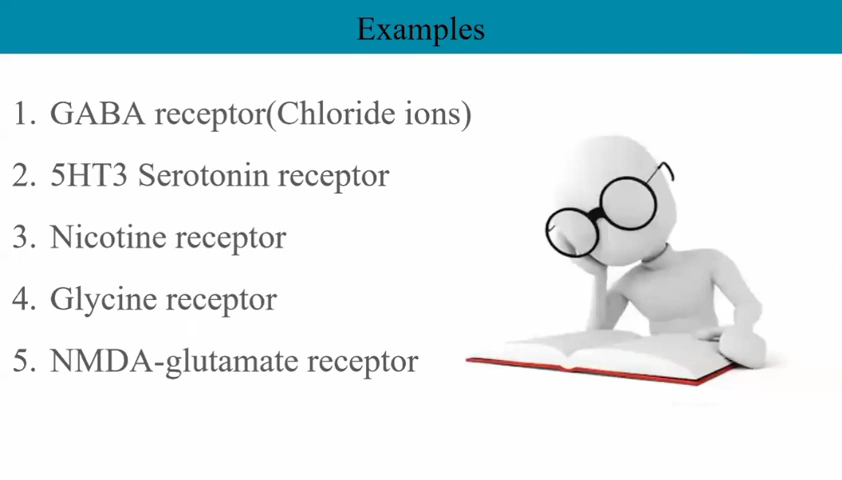 Examples
1. GABA receptor(Chloride ions)
2. 5HT3 Serotonin receptor
3. Nicotine receptor
4. Glycine receptor
5. NMDA-glutamate receptor